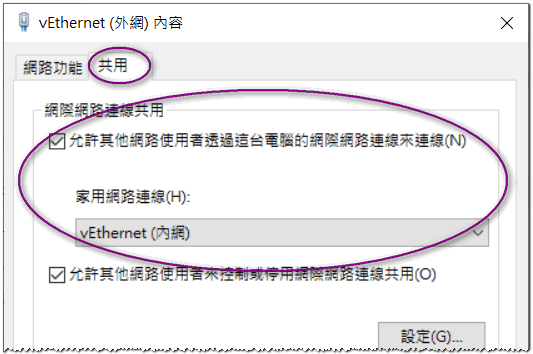 vEthernet (外網) 內容
網路功能
共用
網際網路連線共用
允許其他網路使用者透過這台電腦的網際網路連線來連線(N)
家用網路連線(H):
vEthernet (內網)
允許其他網路使用者來控制或停用網際網路連線共用(O)
設定(G)...